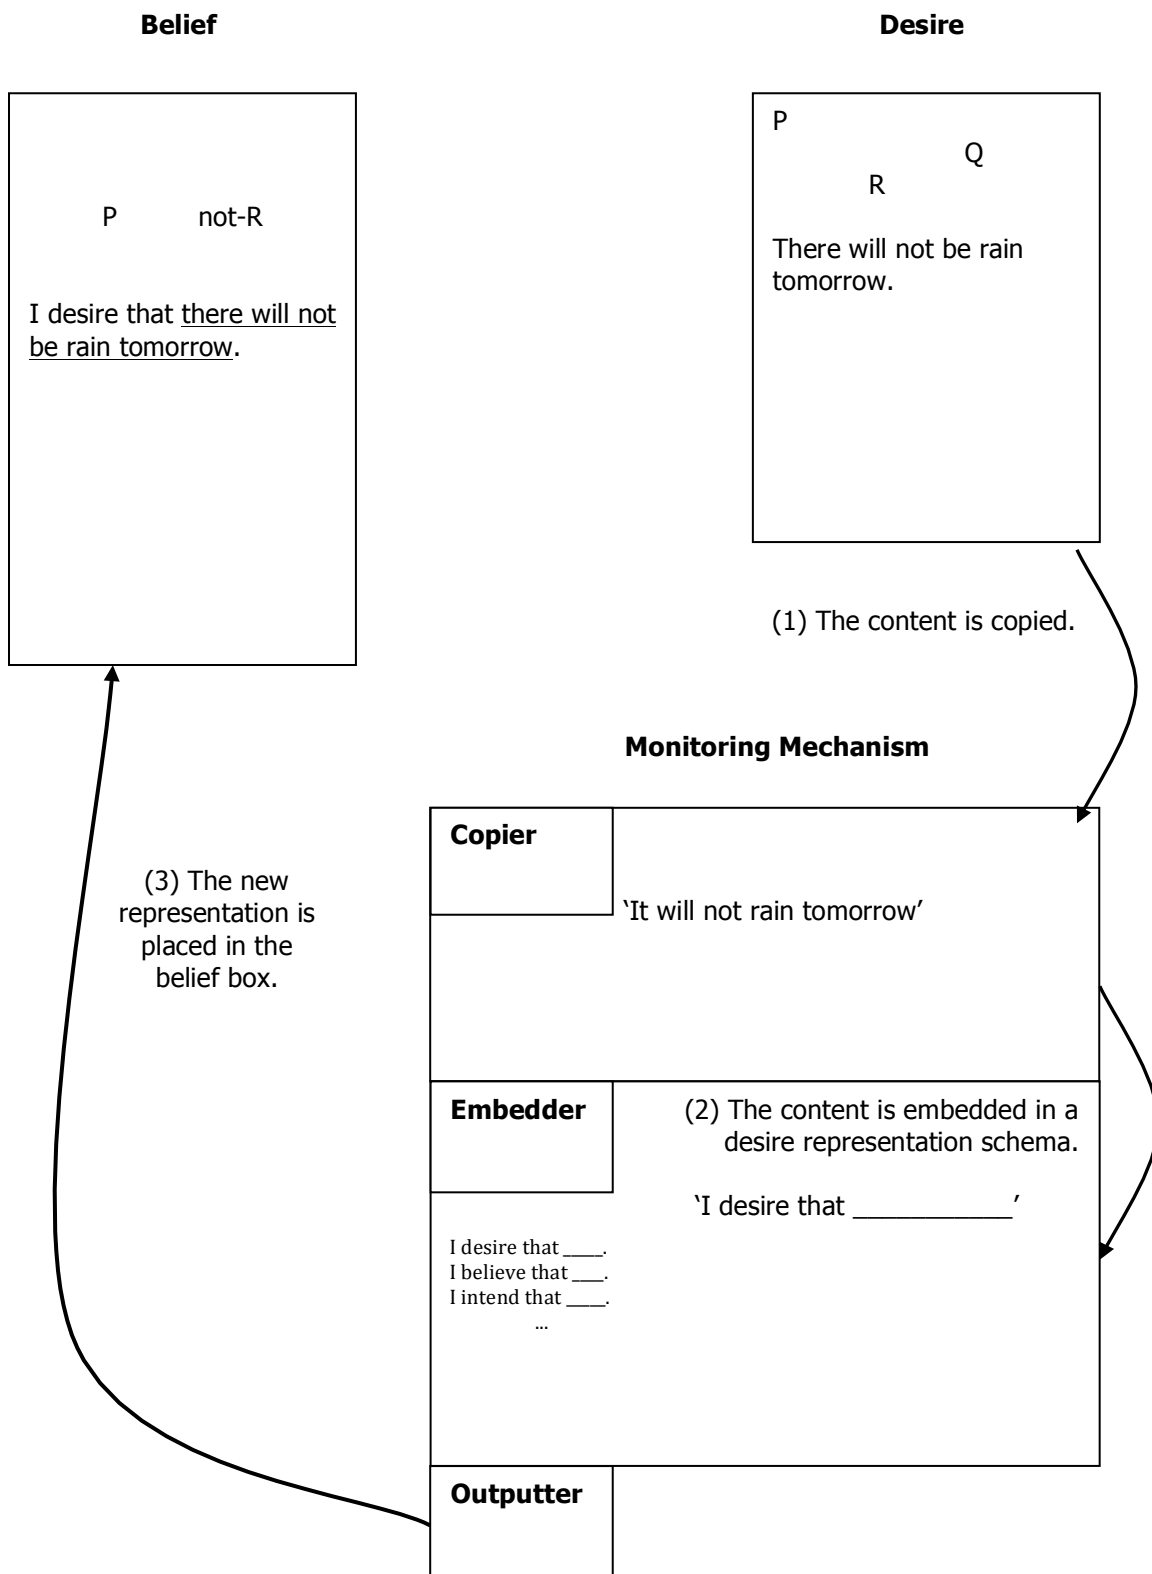 Belief
Desire
P
Q
R
There will not be rain
tomorrow.
P not-R
I desire that there will not
be rain tomorrow.
(1) The content is copied.
Monitoring Mechanism
Copier
‘It will not rain tomorrow’
(3) The new
representation is
placed in the
belief box.
Embedder
(2) The content is embedded in a
desire representation schema.
‘I desire that ___________’
I desire that _____.
I believe that ____.
I intend that _____.
...
Outputter